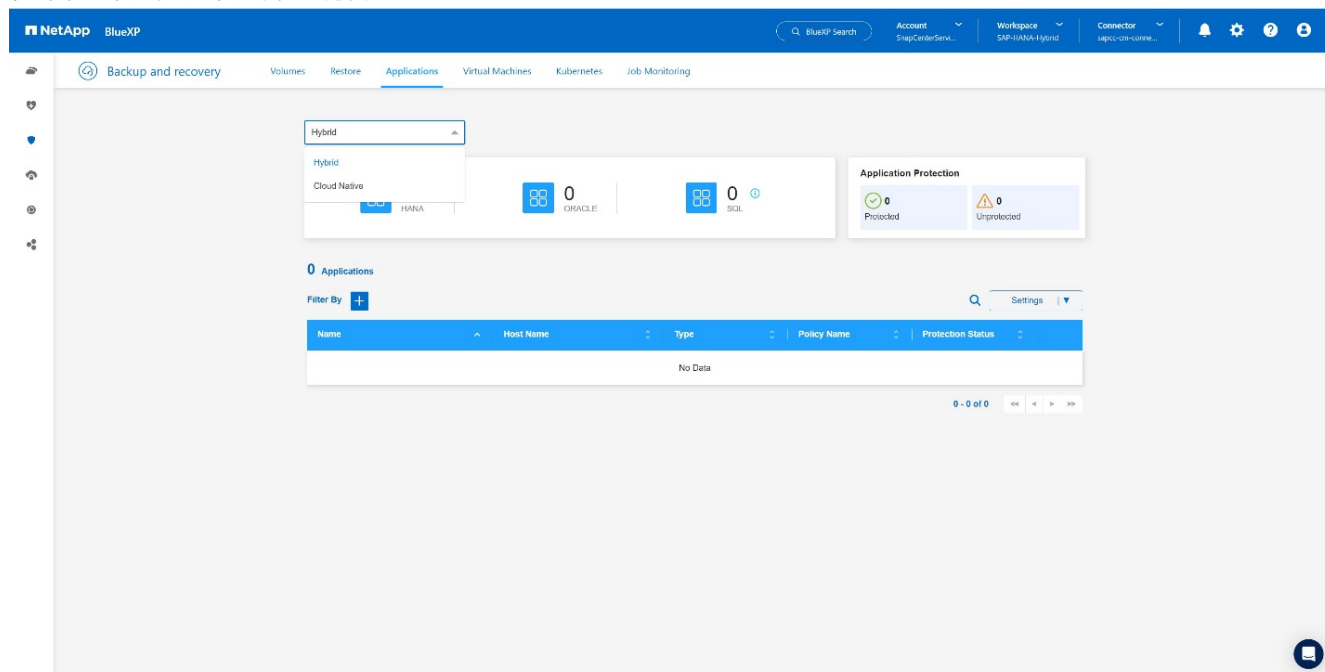 NetApp BlueXP
BlueXP Search
Account
SnapCenterServi...
Workspace
SAP-HANA-Hybrid
Connector
sapcc-cm-conne...
Backup and recovery
Volumes Restore Applications Virtual Machines Kubernetes Job Monitoring
Hybrid
Hybrid
Cloud Native
HANA
0
ORACLE
0
SQL
Application Protection
0
Protected
0
Unprotected
0 Applications
Filter By
Settings
Name Host Name Type Policy Name Protection Status
No Data
0 - 0 of 0